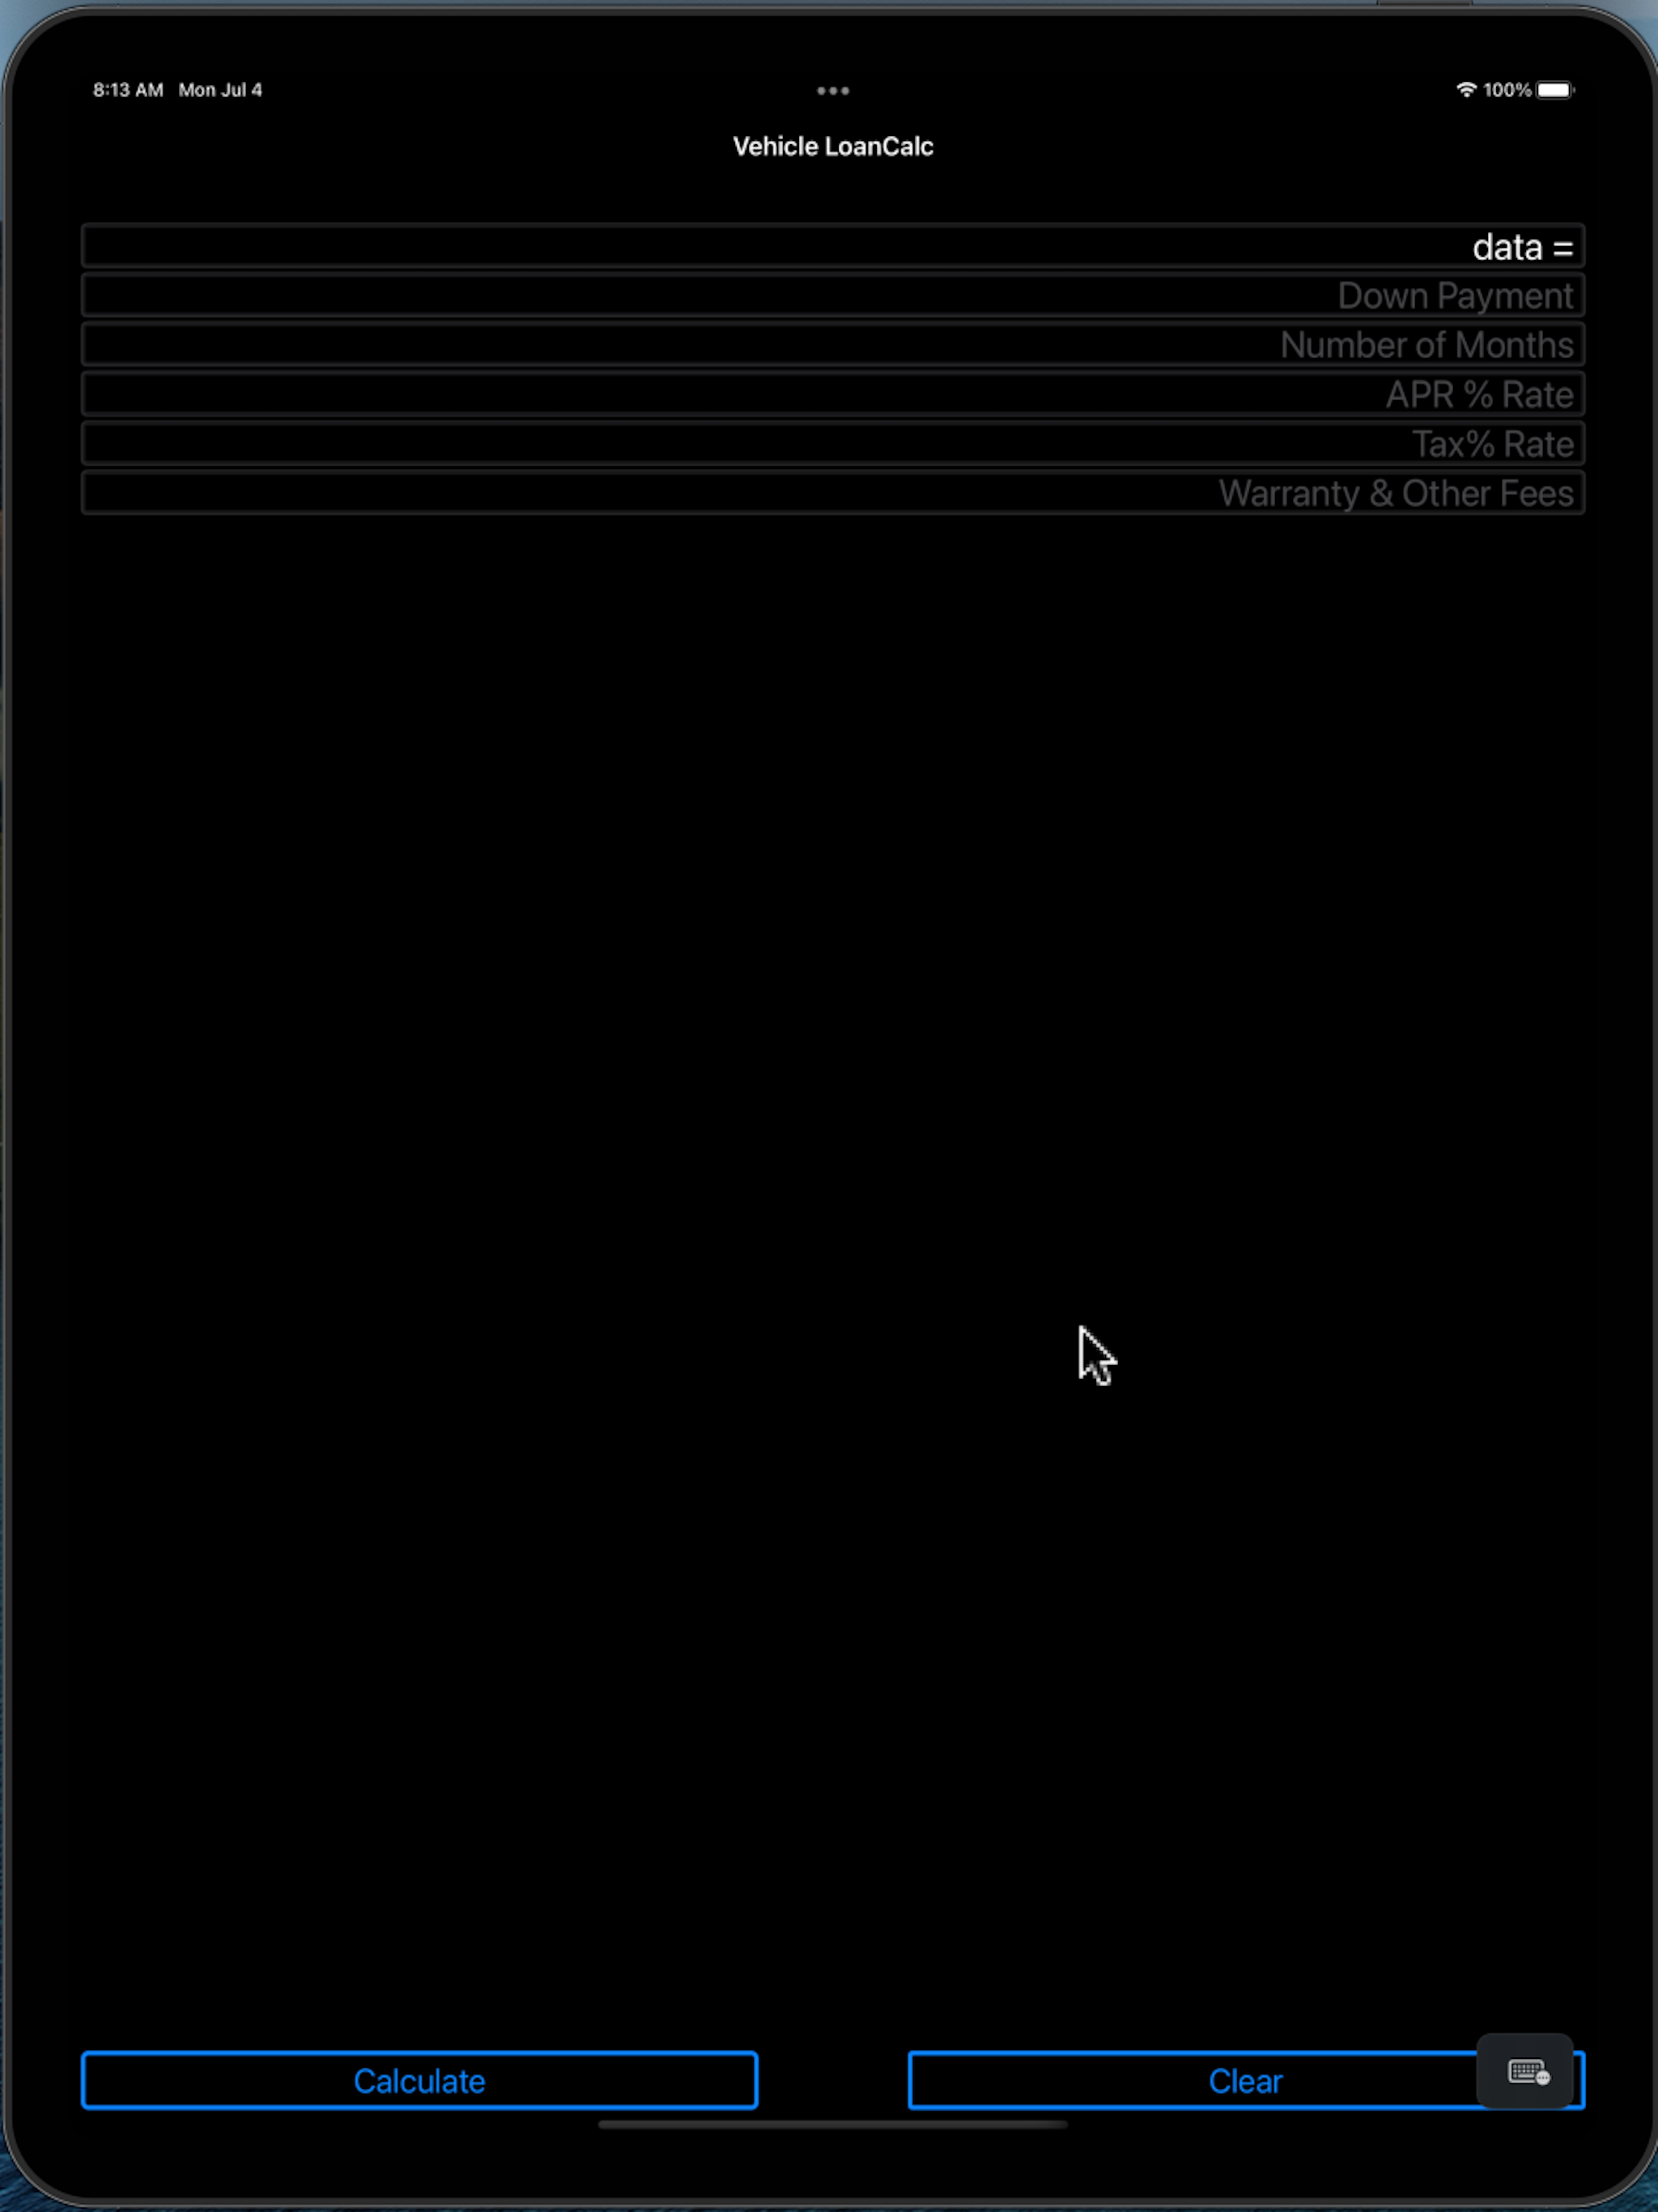 8:13 AM Mon Jul 4 100%
Vehicle LoanCalc
data =
Down Payment
Number of Months
APR % Rate
Tax% Rate
Warranty & Other Fees
Calculate Clear